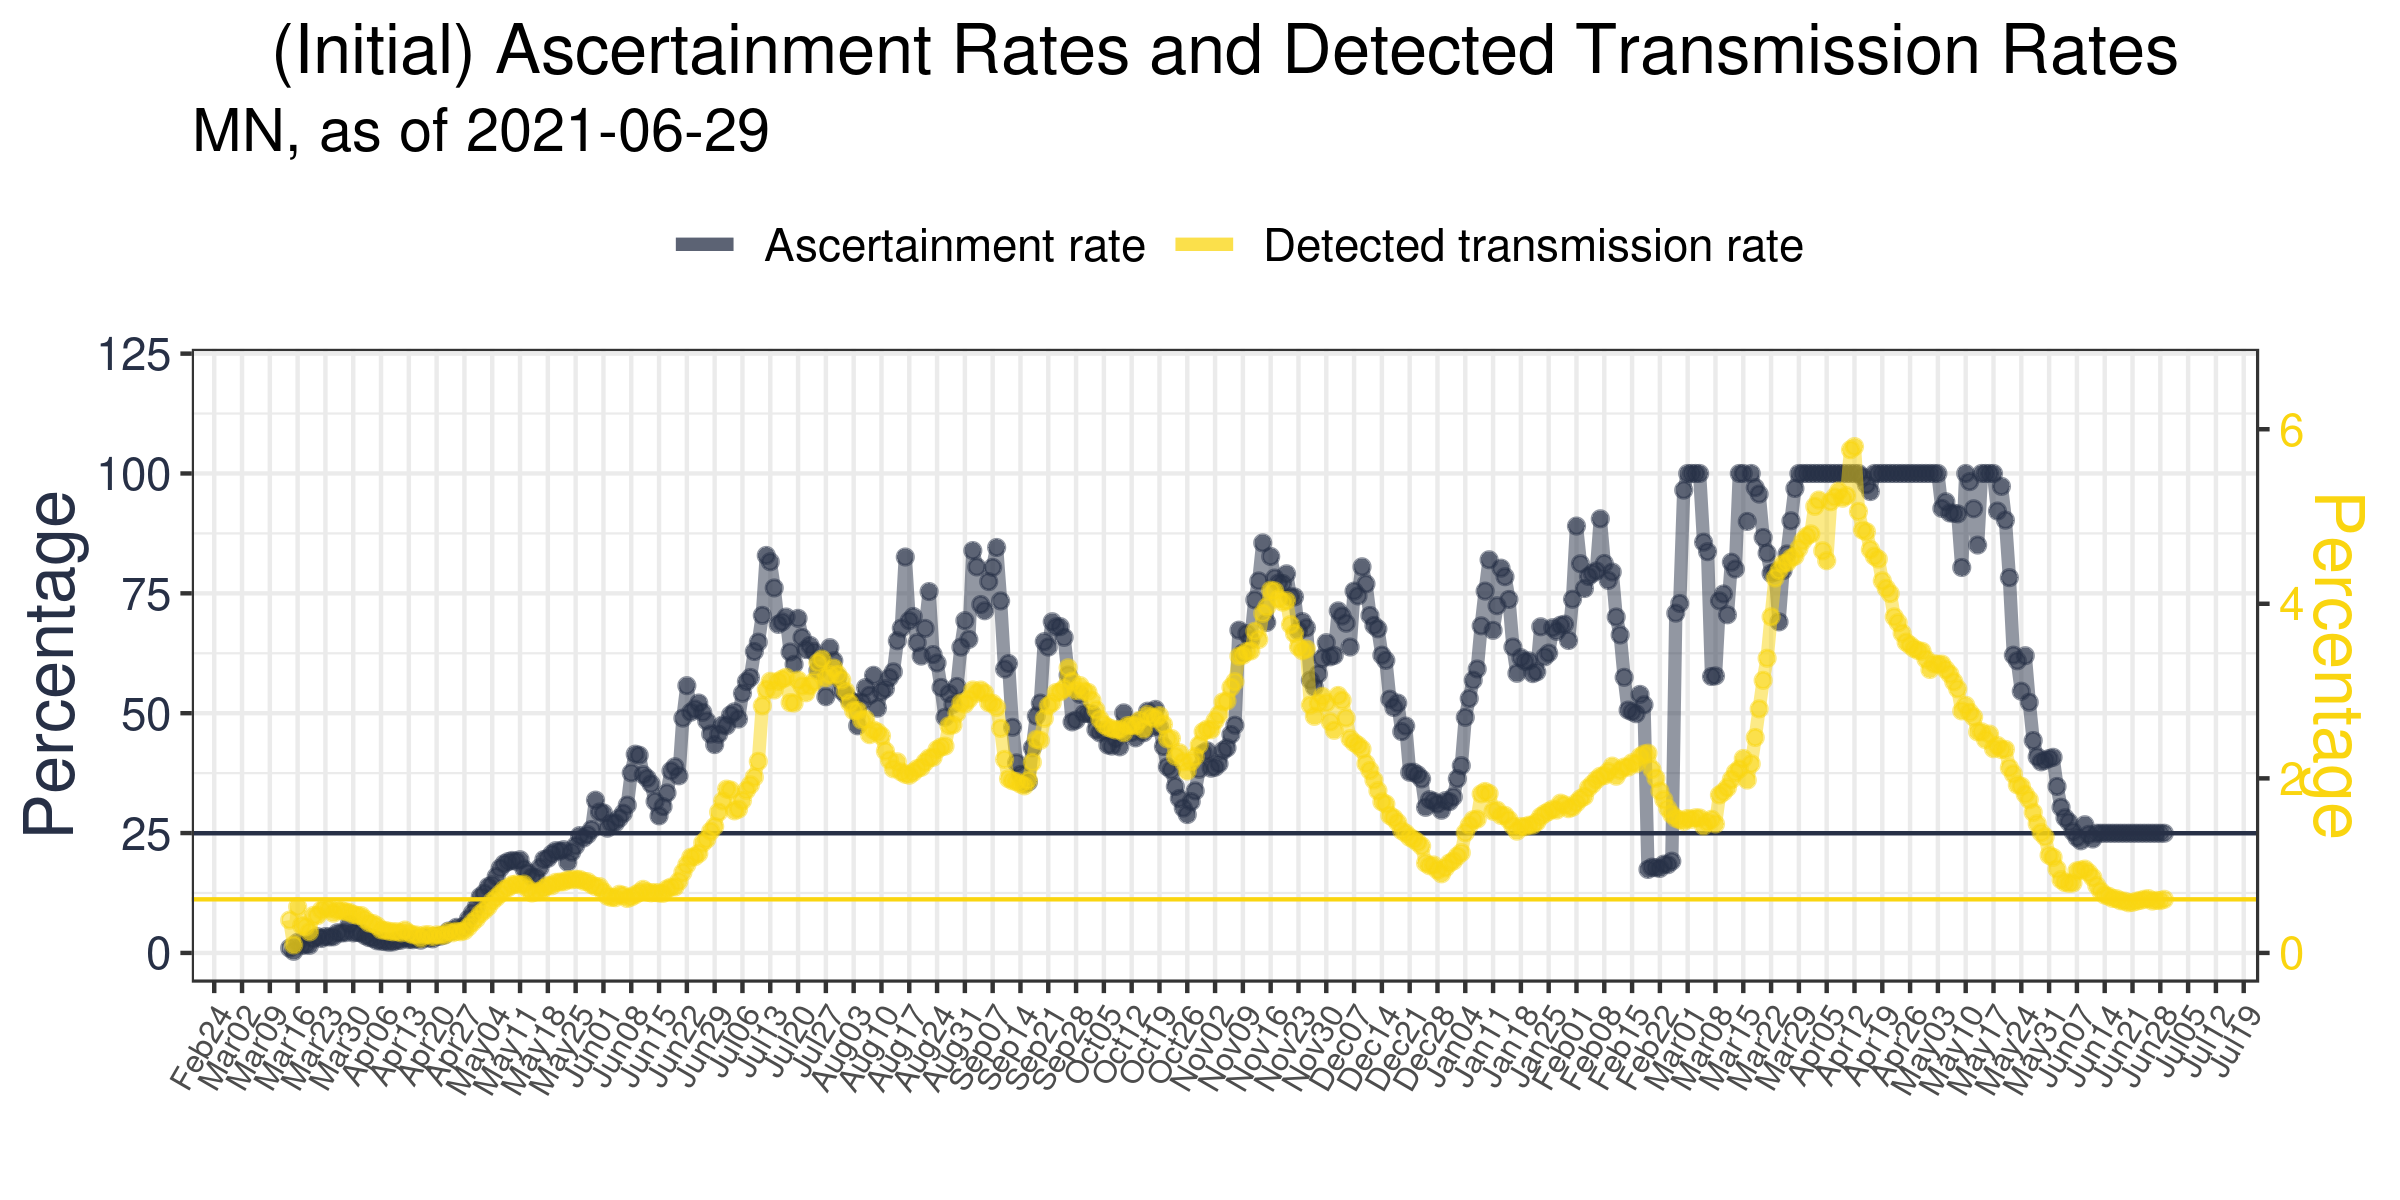 (Initial) Ascertainment Rates and Detected Transmission Rates
MN, as of 2021-06-29
Ascertainment rate
Detected transmission rate
Percentage
125
100
75
50
25
0
6
4
2
0
Percentage
Feb24
Mar02
Mar09
Mar16
Mar23
Mar30
Apr06
Apr13
Apr20
Apr27
May04
May11
May18
May25
Jun01
Jun08
Jun15
Jun22
Jun29
Jul06
Jul13
Jul20
Jul27
Aug03
Aug10
Aug17
Aug24
Aug31
Sep07
Sep14
Sep21
Sep28
Oct05
Oct12
Oct19
Oct26
Nov02
Nov09
Nov16
Nov23
Nov30
Dec07
Dec14
Dec21
Dec28
Jan04
Jan11
Jan18
Jan25
Feb01
Feb08
Feb15
Feb22
Mar01
Mar08
Mar15
Mar22
Mar29
Apr05
Apr12
Apr19
Apr26
May03
May10
May17
May24
May31
Jun07
Jun14
Jun21
Jun28
Jul05
Jul12
Jul19